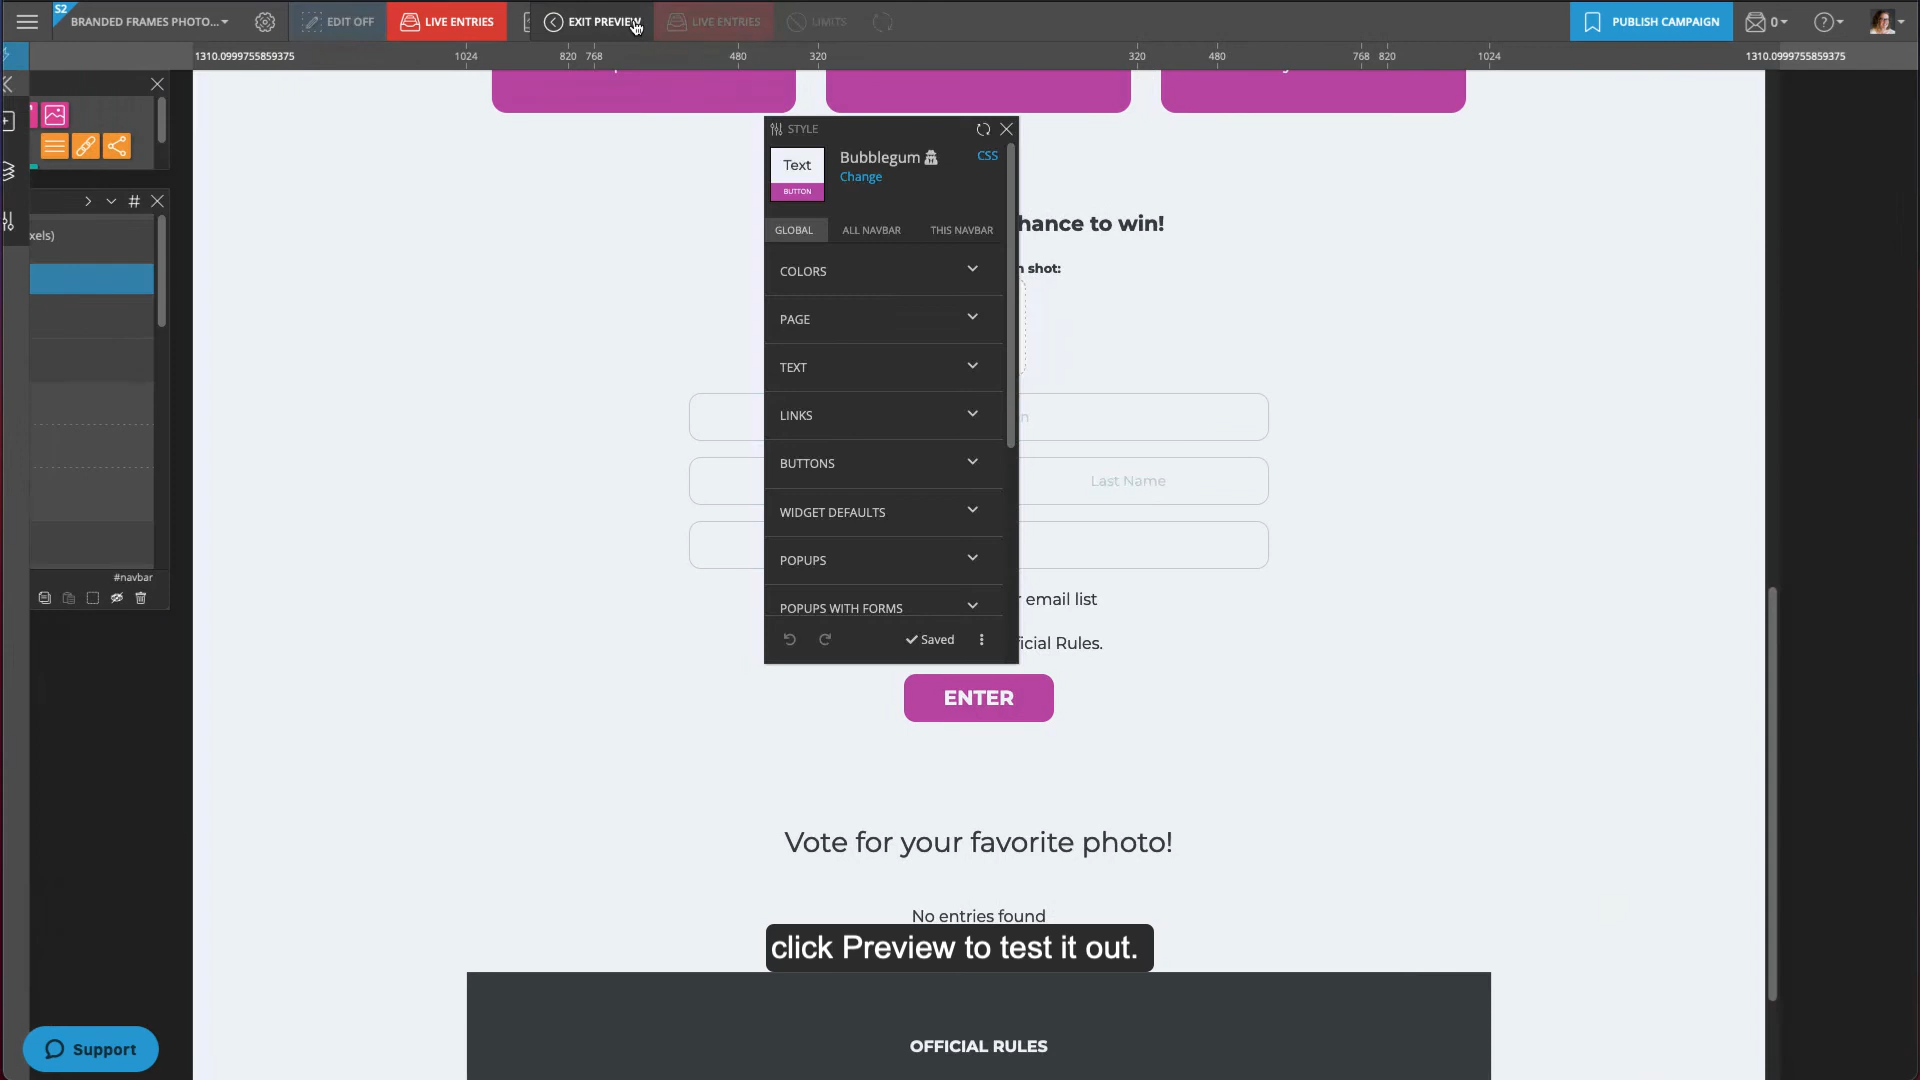 S2 BRANDED FRAMES PHOTO... EDIT OFF LIVE ENTRIES EXIT PREVIEW LIVE ENTRIES LIMITS PUBLISH CAMPAIGN 0 ?
1310.0999755859375 1024 820 768 480 320 320 480 768 820 1024 1310.0999755859375
STYLE
Text
BUTTON
Bubblegum CSS
Change
#
xels)
GLOBAL ALL NAVBAR THIS NAVBAR
hance to win!
COLORS
n shot:
PAGE
TEXT
LINKS
n
BUTTONS
Last Name
WIDGET DEFAULTS
POPUPS
#navbar
POPUPS WITH FORMS
r email list
Saved
ficial Rules.
ENTER
Vote for your favorite photo!
No entries found
click Preview to test it out.
OFFICIAL RULES
Support